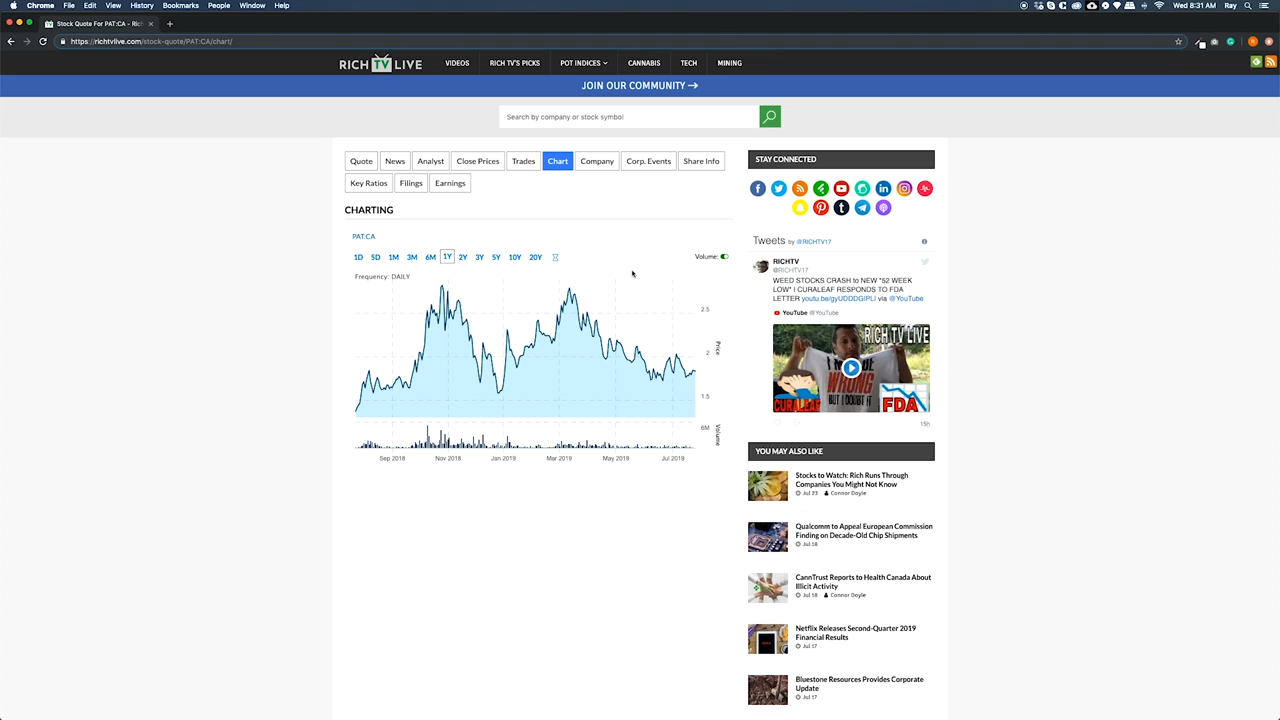 Chrome File Edit View History Bookmarks People Window Help
Wed 8:31 AM Ray
Stock Quote For PAT:CA - Rich
https://richtvlive.com/stock-quote/PAT:CA/chart/
RICH TV LIVE VIDEOS RICH TV'S PICKS POT INDICES CANNABIS TECH MINING
JOIN OUR COMMUNITY →
Search by company or stock symbol
Quote News Analyst Close Prices Trades Chart Company Corp. Events Share Info
Key Ratios Filings Earnings
CHARTING
PAT:CA
1D 5D 1M 3M 6M 1Y 2Y 3Y 5Y 10Y 20Y
Volume:
Frequency: DAILY
2.5
2
1.5
Price
6M
Volume
Sep 2018 Nov 2018 Jan 2019 Mar 2019 May 2019 Jul 2019
STAY CONNECTED
Tweets by @RICHTV17
RICHTV
@RICHTV17
WEED STOCKS CRASH to NEW *52 WEEK
LOW* I CURALEAF RESPONDS TO FDA
LETTER youtu.be/gyUDDDGIPLI via @YouTube
YouTube @YouTube
RICH TV LIVE
WRONG
BUT I DOUBT IT
CURALEAF
FDA
15h
YOU MAY ALSO LIKE
Stocks to Watch: Rich Runs Through
Companies You Might Not Know
Jul 23 Connor Doyle
Qualcomm to Appeal European Commission
Finding on Decade-Old Chip Shipments
Jul 18
CannTrust Reports to Health Canada About
Illicit Activity
Jul 18 Connor Doyle
Netflix Releases Second-Quarter 2019
Financial Results
Jul 17
Bluestone Resources Provides Corporate
Update
Jul 17